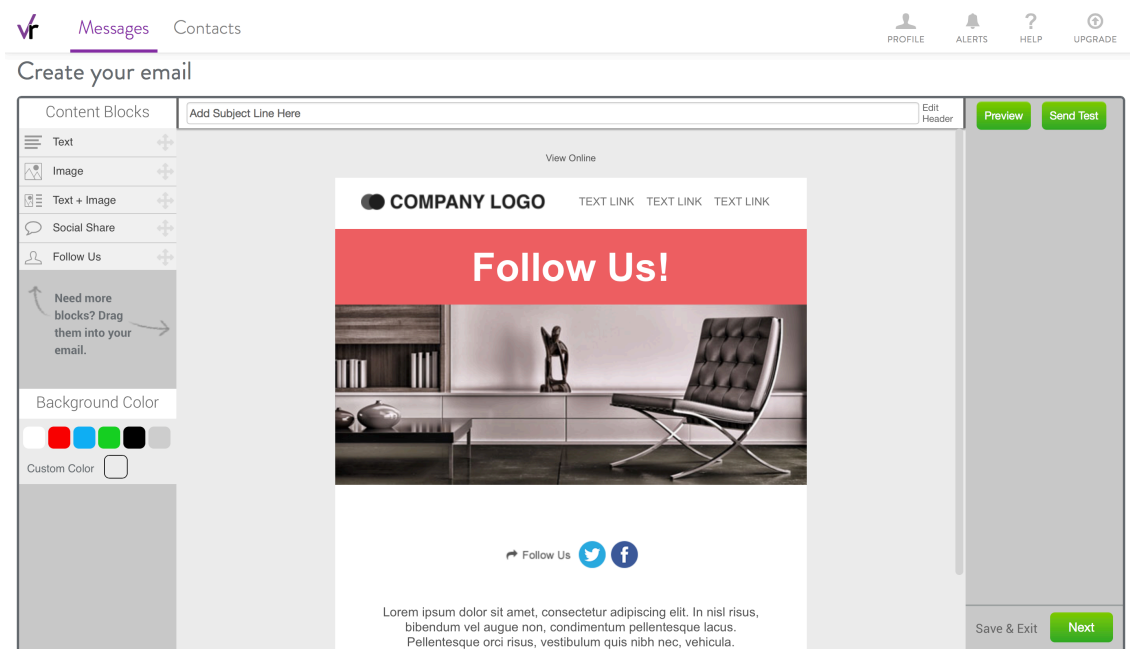 vr
Messages
Contacts
PROFILE
ALERTS
HELP
UPGRADE
Create your email
Content Blocks
Text
Image
Text + Image
Social Share
Follow Us
Need more
blocks? Drag
them into your
email.
Background Color
Custom Color
Add Subject Line Here
Edit
Header
View Online
COMPANY LOGO
TEXT LINK
TEXT LINK
TEXT LINK
Follow Us!
Follow Us
Lorem ipsum dolor sit amet, consectetur adipiscing elit. In nisl risus,
bibendum vel augue non, condimentum pellentesque lacus.
Pellentesque orci risus, vestibulum quis nibh nec, vehicula.
Preview
Send Test
Save & Exit
Next